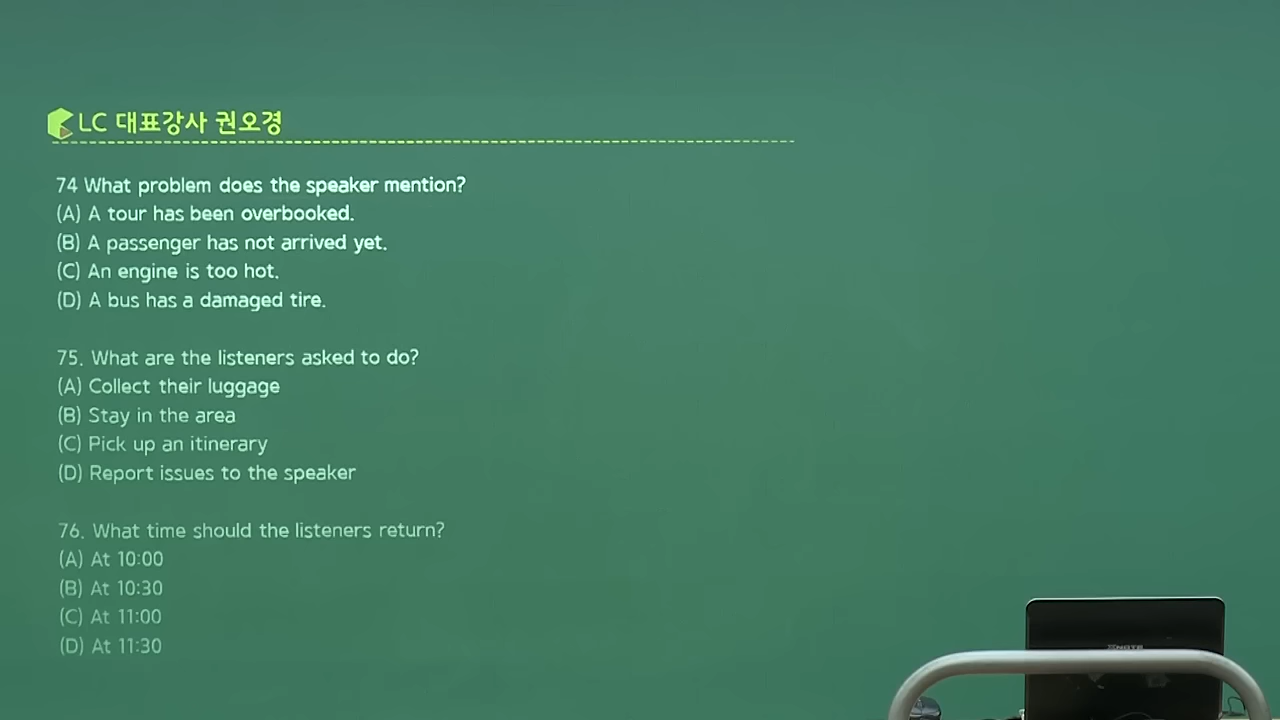 LC 대표강사 권오경
74 What problem does the speaker mention?
(A) A tour has been overbooked.
(B) A passenger has not arrived yet.
(C) An engine is too hot.
(D) A bus has a damaged tire.
75. What are the listeners asked to do?
(A) Collect their luggage
(B) Stay in the area
(C) Pick up an itinerary
(D) Report issues to the speaker
76. What time should the listeners return?
(A) At 10:00
(B) At 10:30
(C) At 11:00
(D) At 11:30